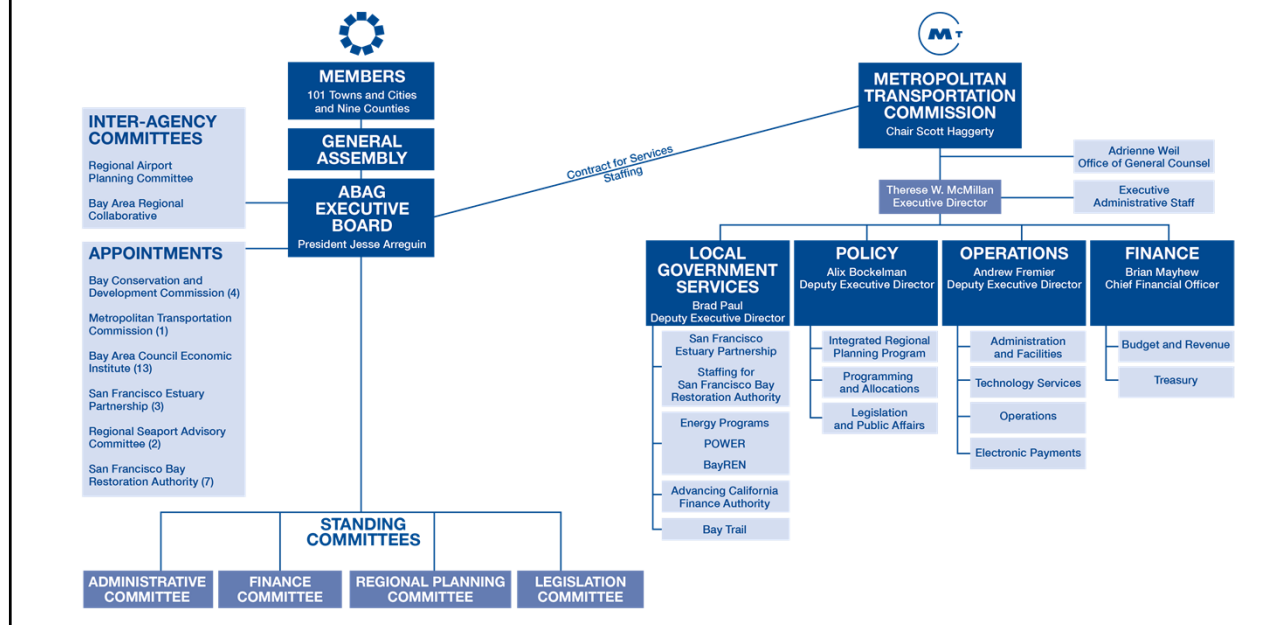 MEMBERS
101 Towns and Cities
and Nine Counties
GENERAL
ASSEMBLY
ABAG
EXECUTIVE
BOARD
President Jesse Arreguin
INTER-AGENCY
COMMITTEES
Regional Airport
Planning Committee
Bay Area Regional
Collaborative
APPOINTMENTS
Bay Conservation and
Development Commission (4)
Metropolitan Transportation
Commission (1)
Bay Area Council Economic
Institute (13)
San Francisco Estuary
Partnership (3)
Regional Seaport Advisory
Committee (2)
San Francisco Bay
Restoration Authority (7)
STANDING
COMMITTEES
ADMINISTRATIVE
COMMITTEE
FINANCE
COMMITTEE
REGIONAL PLANNING
COMMITTEE
LEGISLATION
COMMITTEE
Contract for Services
Staffing
M T
METROPOLITAN
TRANSPORTATION
COMMISSION
Chair Scott Haggerty
Adrienne Weil
Office of General Counsel
Therese W. McMillan
Executive Director
Executive
Administrative Staff
LOCAL
GOVERNMENT
SERVICES
Brad Paul
Deputy Executive Director
San Francisco
Estuary Partnership
Staffing for
San Francisco Bay
Restoration Authority
Energy Programs
POWER
BayREN
Advancing California
Finance Authority
Bay Trail
POLICY
Alix Bockelman
Deputy Executive Director
Integrated Regional
Planning Program
Programming
and Allocations
Legislation
and Public Affairs
OPERATIONS
Andrew Fremier
Deputy Executive Director
Administration
and Facilities
Technology Services
Operations
Electronic Payments
FINANCE
Brian Mayhew
Chief Financial Officer
Budget and Revenue
Treasury